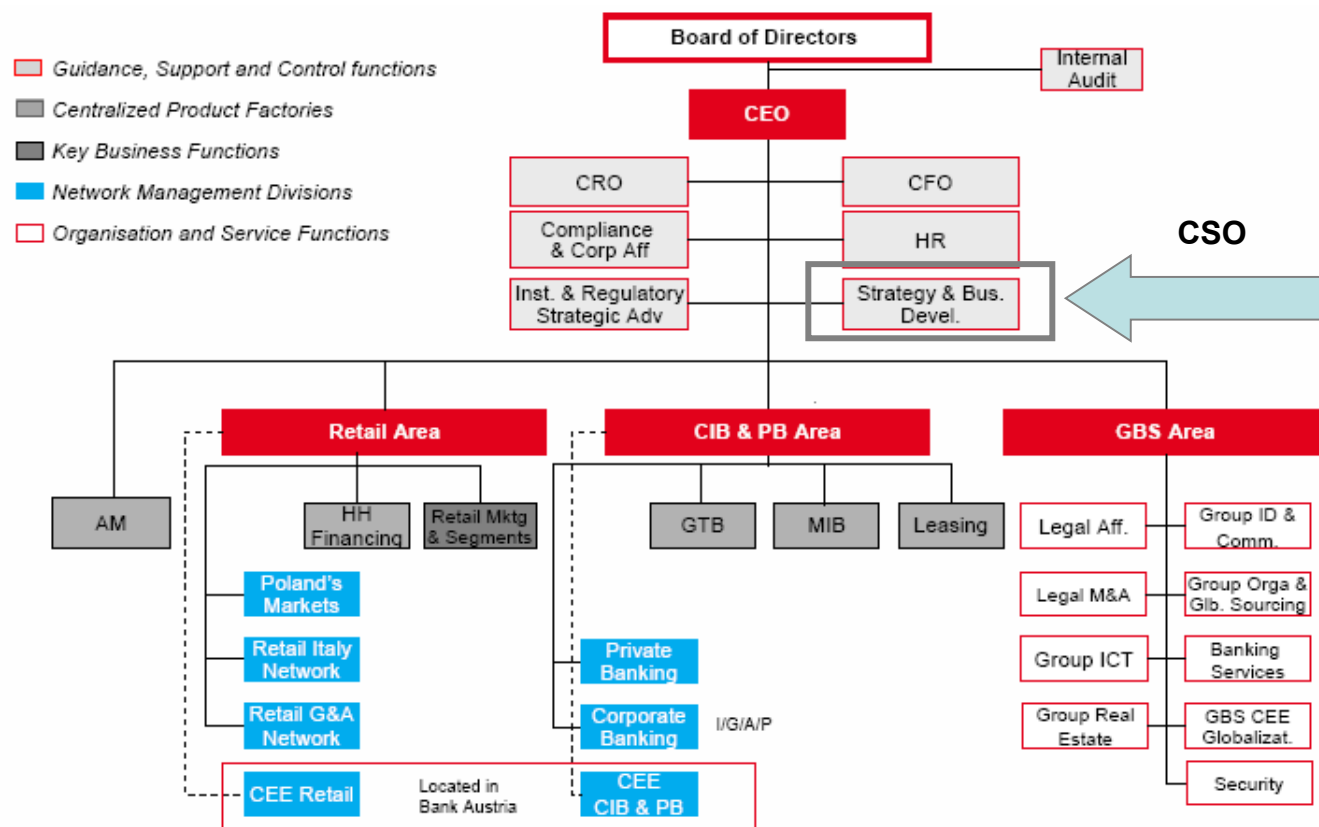 Board of Directors
Internal
Audit
Guidance, Support and Control functions
Centralized Product Factories
Key Business Functions
Network Management Divisions
Organisation and Service Functions
CEO
CRO
CFO
Compliance
& Corp Aff
HR
CSO
Inst. & Regulatory
Strategic Adv
Strategy & Bus.
Devel.
Retail Area
CIB & PB Area
GBS Area
AM
HH
Financing
Retail Mktg
& Segments
GTB
MIB
Leasing
Legal Aff.
Group ID &
Comm.
Poland's
Markets
Legal M&A
Group Orga &
Glb. Sourcing
Retail Italy
Network
Private
Banking
Group ICT
Banking
Services
Retail G&A
Network
Corporate
Banking
I/G/A/P
Group Real
Estate
GBS CEE
Globalizat.
CEE Retail
Located in
Bank Austria
CEE
CIB & PB
Security